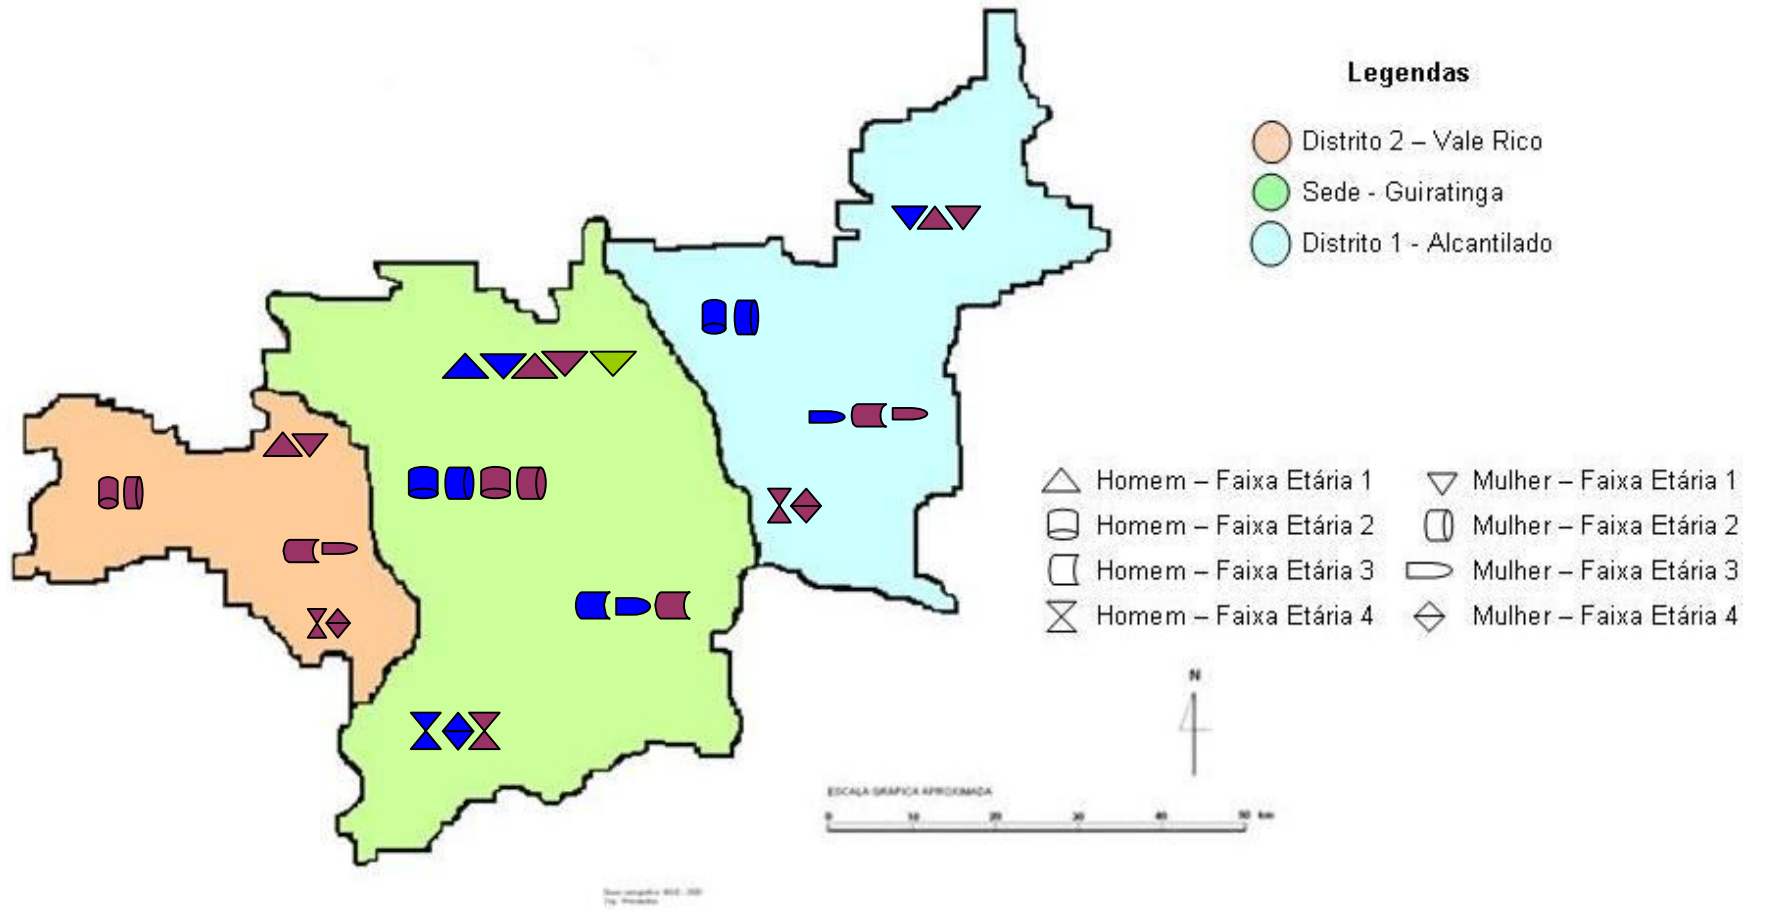 Legendas
Distrito 2 – Vale Rico
Sede - Guiratinga
Distrito 1 - Alcantilado
Homem – Faixa Etária 1
Mulher – Faixa Etária 1
Homem – Faixa Etária 2
Mulher – Faixa Etária 2
Homem – Faixa Etária 3
Mulher – Faixa Etária 3
Homem – Faixa Etária 4
Mulher – Faixa Etária 4
N
ESCALA GRÁFICA APROXIMADA
0 10 20 30 40 50 km